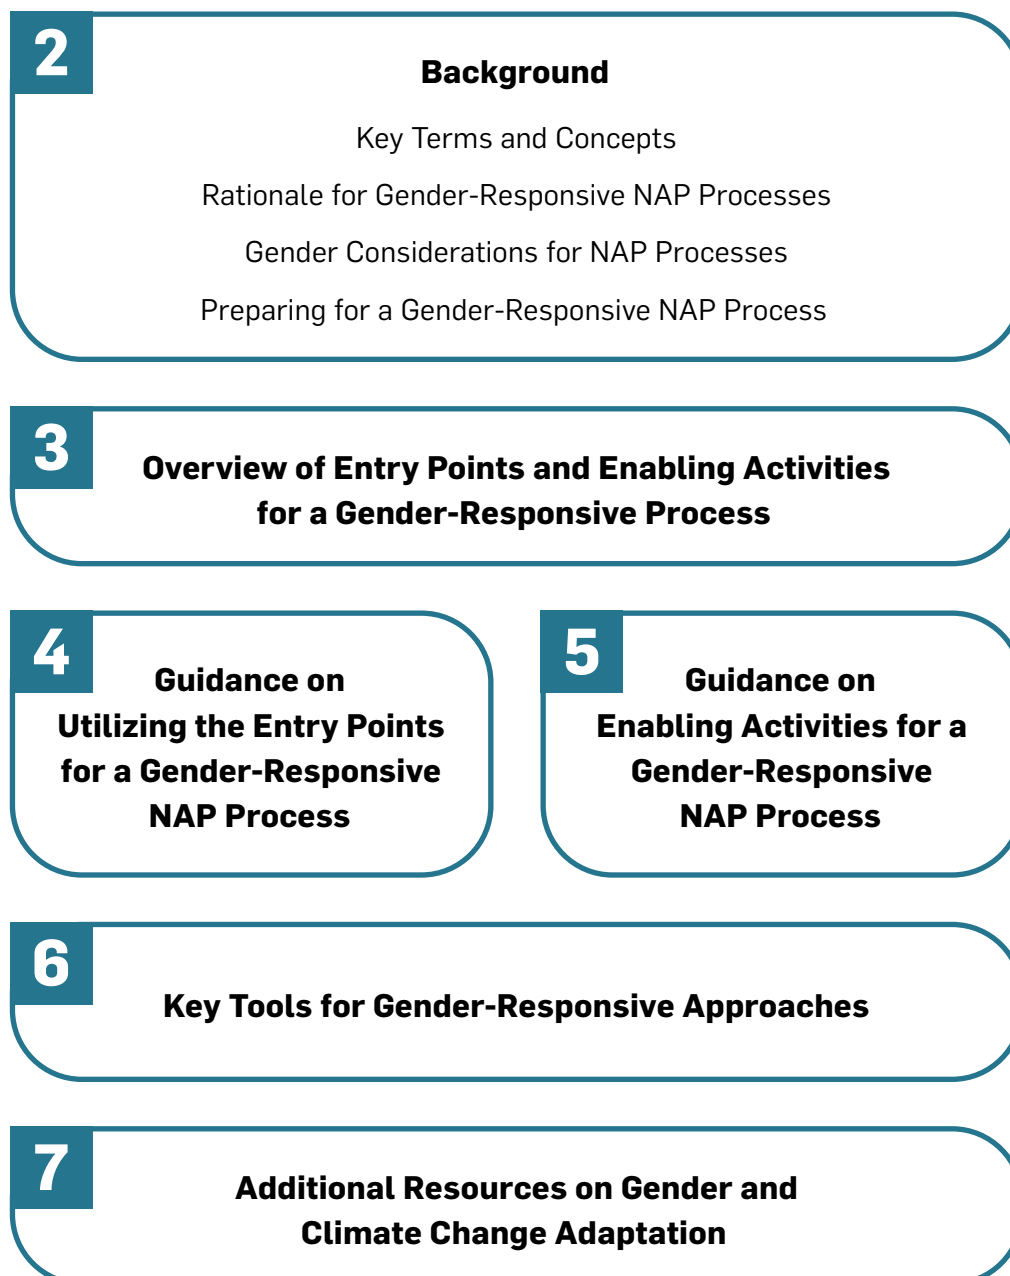 2
Background
Key Terms and Concepts
Rationale for Gender-Responsive NAP Processes
Gender Considerations for NAP Processes
Preparing for a Gender-Responsive NAP Process
3
Overview of Entry Points and Enabling Activities
for a Gender-Responsive Process
4
Guidance on
Utilizing the Entry Points
for a Gender-Responsive
NAP Process
5
Guidance on
Enabling Activities for a
Gender-Responsive
NAP Process
6
Key Tools for Gender-Responsive Approaches
7
Additional Resources on Gender and
Climate Change Adaptation